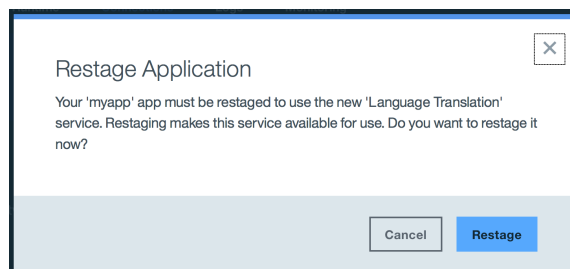 Restage Application
Your 'myapp' app must be restaged to use the new 'Language Translation'
service. Restaging makes this service available for use. Do you want to restage it
now?
Cancel
Restage